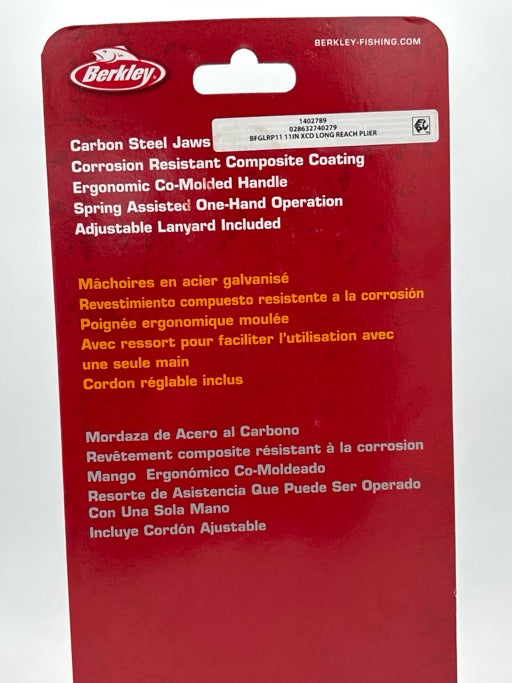 BERKLEY-FISHING.COM
Berkley
1402789
028632740279
BFGLRP11 11IN XCD LONG REACH PLIER
Carbon Steel Jaws
Corrosion Resistant Composite Coating
Ergonomic Co-Molded Handle
Spring Assisted One-Hand Operation
Adjustable Lanyard Included
Mâchoires en acier galvanisé
Revestimiento compuesto resistente a la corrosión
Poignée ergonomique moulée
Avec ressort pour faciliter l'utilisation avec
une seule main
Cordon réglable inclus
Mordaza de Acero al Carbono
Revêtement composite résistant à la corrosion
Mango Ergonómico Co-Moldeado
Resorte de Asistencia Que Puede Ser Operado
Con Una Sola Mano
Incluye Cordón Ajustable